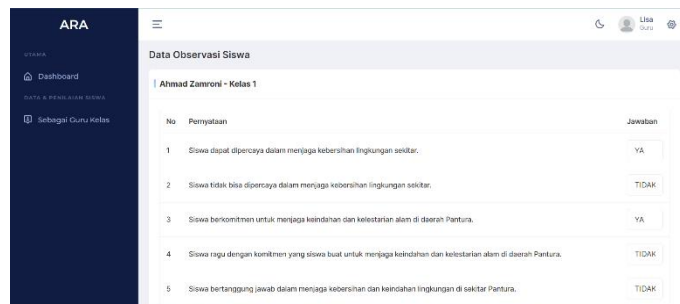 ARA
Lisa
Guru
UTAMA
Dashboard
DATA & PENILAIAN SISWA
Sebagai Guru Kelas
Data Observasi Siswa
Ahmad Zamroni - Kelas 1
No Pernyataan Jawaban
1 Siswa dapat dipercaya dalam menjaga kebersihan lingkungan sekitar. YA
2 Siswa tidak bisa dipercaya dalam menjaga kebersihan lingkungan sekitar. TIDAK
3 Siswa berkomitmen untuk menjaga keindahan dan kelestarian alam di daerah Pantura. YA
4 Siswa ragu dengan komitmen yang siswa buat untuk menjaga keindahan dan kelestarian alam di daerah Pantura. TIDAK
5 Siswa bertanggung jawab dalam menjaga kebersihan dan keindahan lingkungan di sekitar Pantura. TIDAK